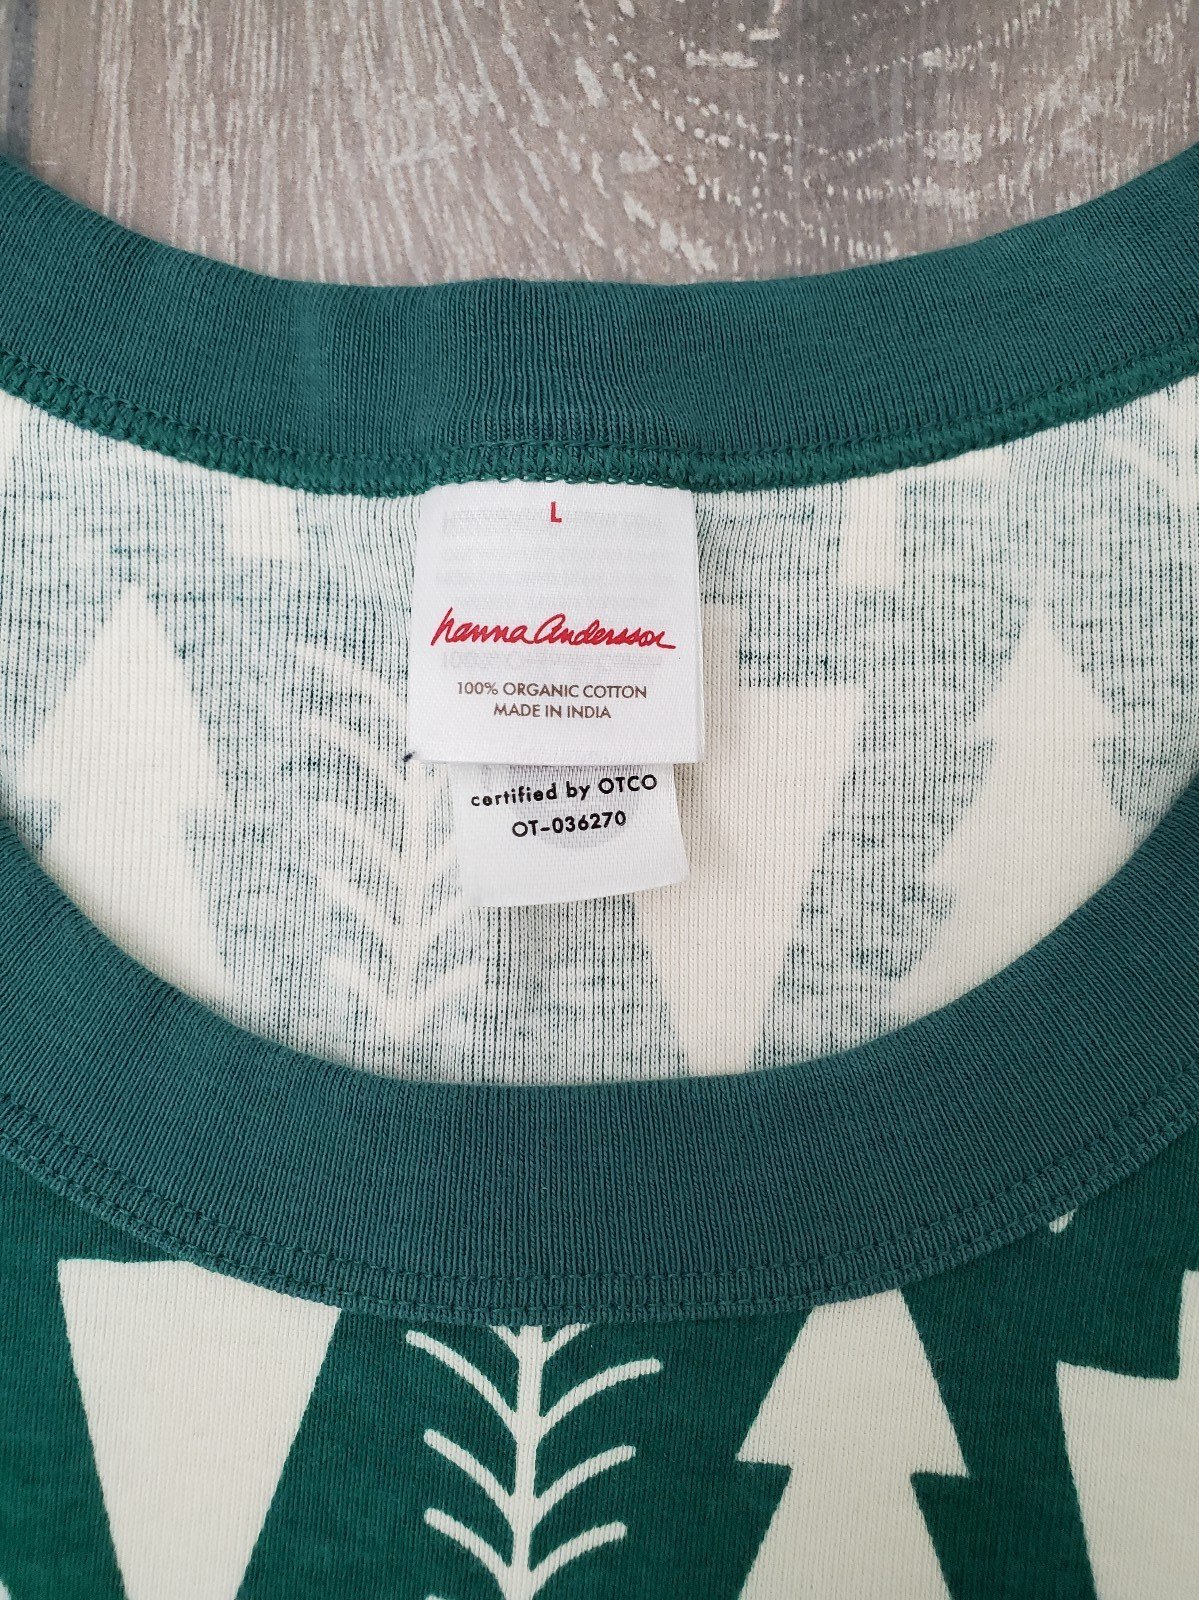 L
hanna andersson
100% ORGANIC COTTON
MADE IN INDIA
certified by OTCO
OT-036270